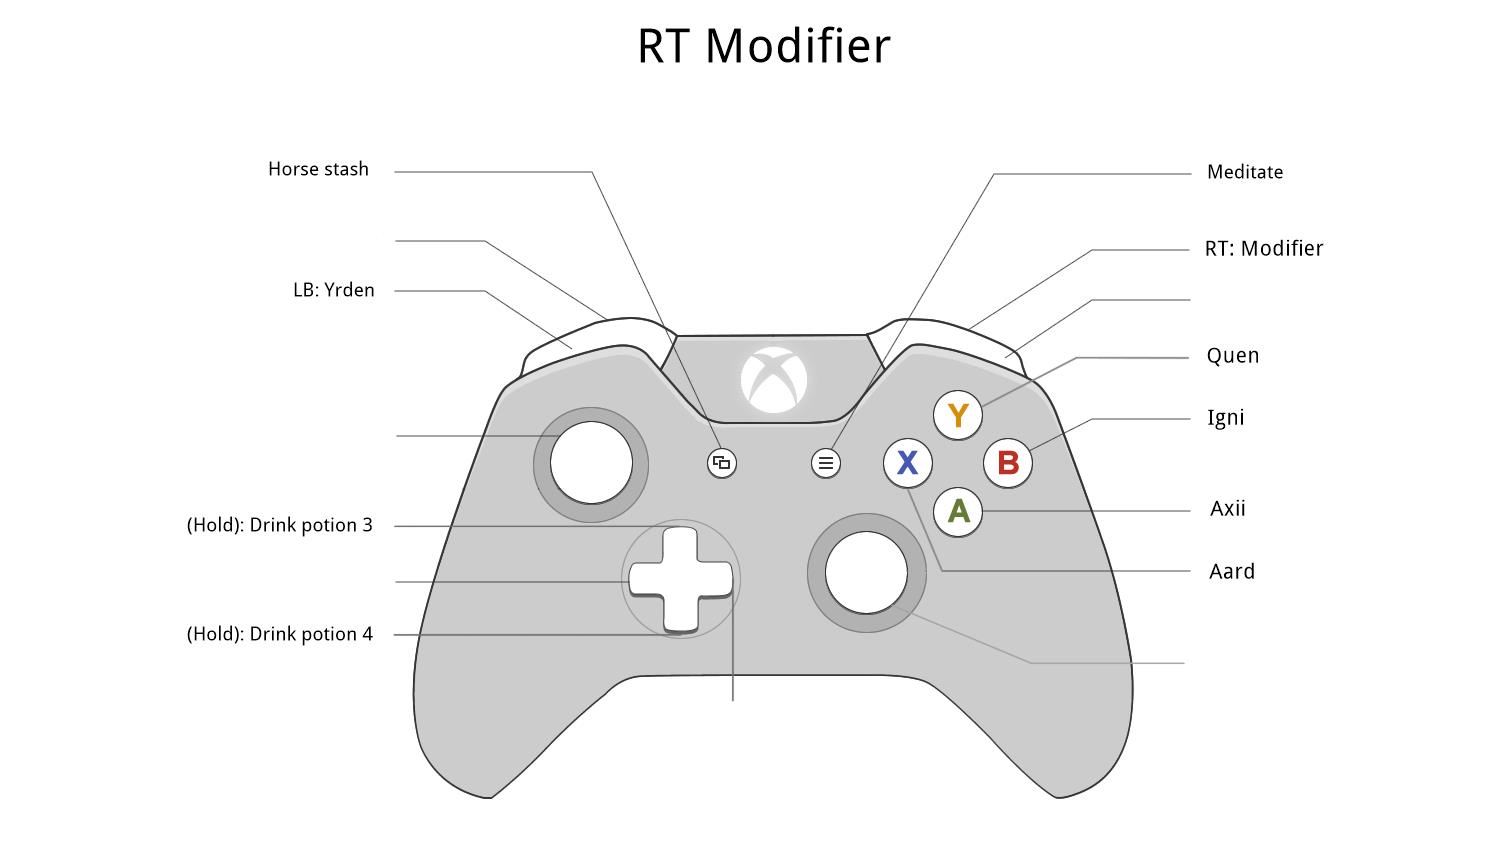 RT Modifier
Horse stash
Meditate
RT: Modifier
LB: Yrden
Quen
Y
Igni
X
B
A
Axii
(Hold): Drink potion 3
Aard
(Hold): Drink potion 4